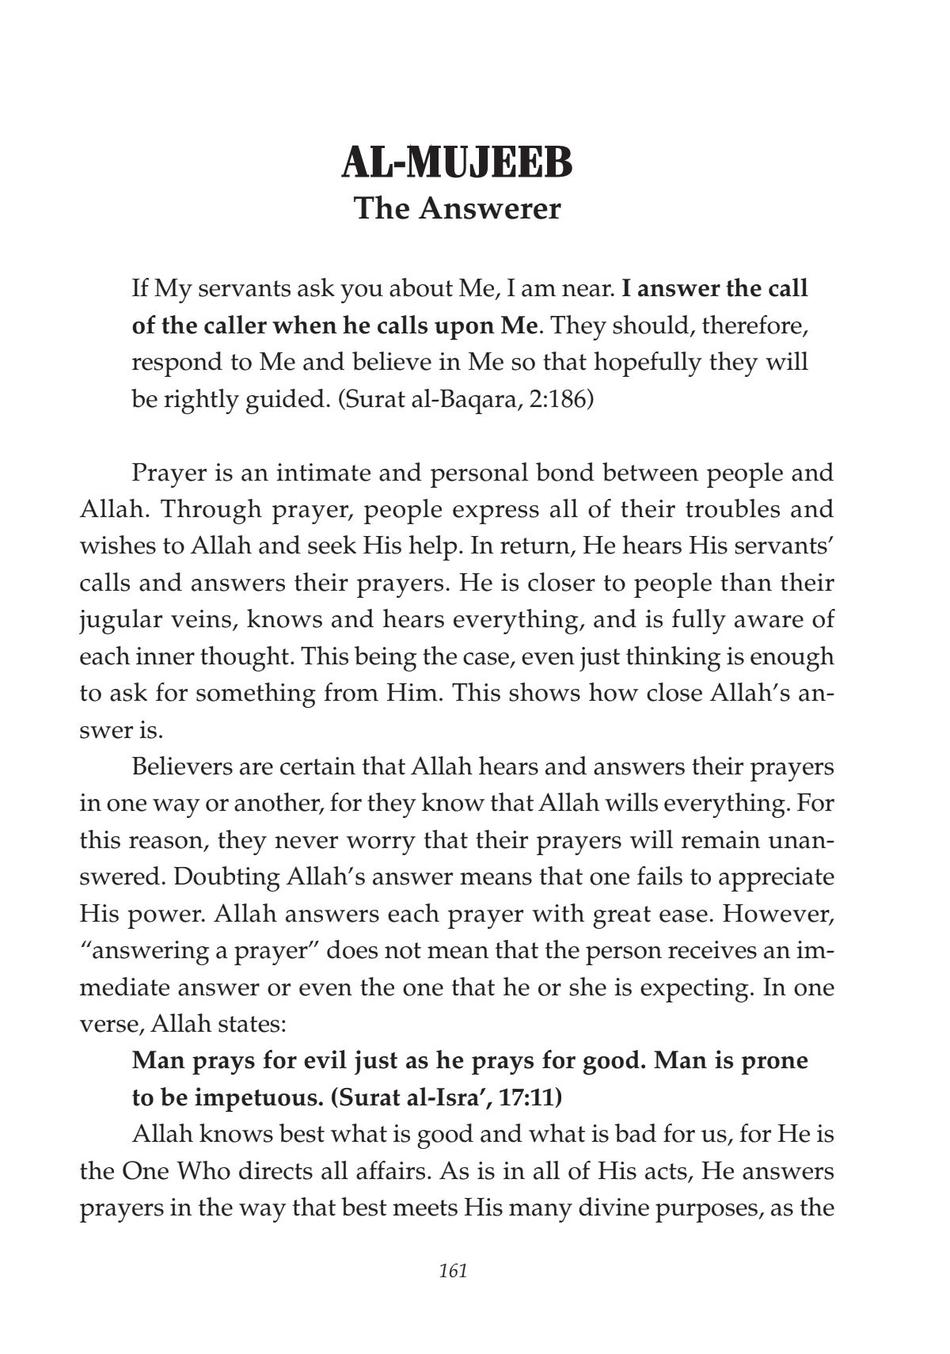 AL-MUJEEB
The Answerer
If My servants ask you about Me, I am near. I answer the call
of the caller when he calls upon Me. They should, therefore,
respond to Me and believe in Me so that hopefully they will
be rightly guided. (Surat al-Baqara, 2:186)
Prayer is an intimate and personal bond between people and
Allah. Through prayer, people express all of their troubles and
wishes to Allah and seek His help. In return, He hears His servants’
calls and answers their prayers. He is closer to people than their
jugular veins, knows and hears everything, and is fully aware of
each inner thought. This being the case, even just thinking is enough
to ask for something from Him. This shows how close Allah’s an-
swer is.
Believers are certain that Allah hears and answers their prayers
in one way or another, for they know that Allah wills everything. For
this reason, they never worry that their prayers will remain unan-
swered. Doubting Allah’s answer means that one fails to appreciate
His power. Allah answers each prayer with great ease. However,
“answering a prayer” does not mean that the person receives an im-
mediate answer or even the one that he or she is expecting. In one
verse, Allah states:
Man prays for evil just as he prays for good. Man is prone
to be impetuous. (Surat al-Isra’, 17:11)
Allah knows best what is good and what is bad for us, for He is
the One Who directs all affairs. As is in all of His acts, He answers
prayers in the way that best meets His many divine purposes, as the
161